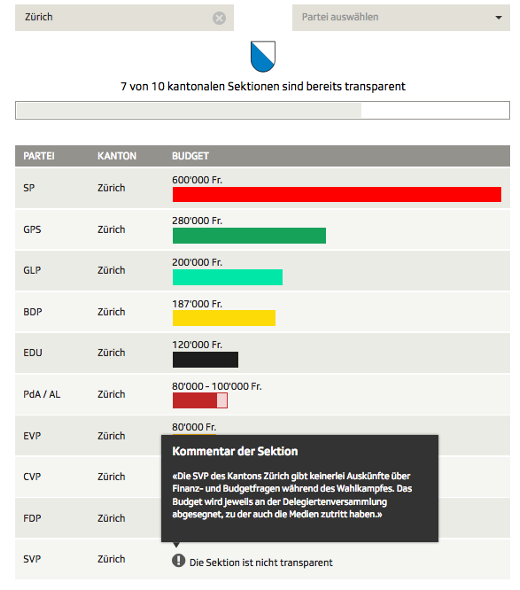 Zürich
Partei auswählen
7 von 10 kantonalen Sektionen sind bereits transparent
PARTEI KANTON BUDGET
600'000 Fr.
SP Zürich
280'000 Fr.
GPS Zürich
200'000 Fr.
GLP Zürich
187'000 Fr.
BDP Zürich
120'000 Fr.
EDU Zürich
80'000 - 100'000 Fr.
PdA / AL Zürich
80'000 Fr.
EVP Zürich
Kommentar der Sektion
CVP Zürich
«Die SVP des Kantons Zürich gibt keinerlei Auskünfte über
Finanz- und Budgetfragen während des Wahlkampfes. Das
Budget wird jeweils an der Delegiertenversammlung
abgesegnet, zu der auch die Medien zutritt haben.»
FDP Zürich
SVP Zürich Die Sektion ist nicht transparent